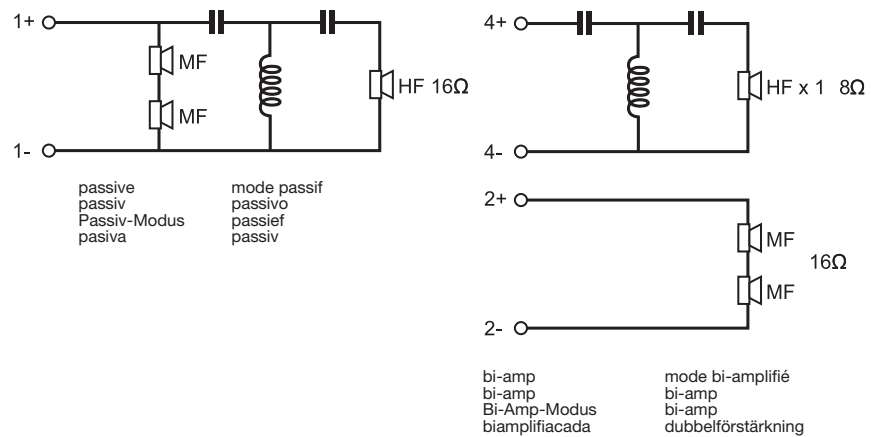 1+
MF
MF
HF 16Ω
1-
passive
passiv
Passiv-Modus
pasiva
mode passif
passivo
passief
passiv
4+
HF x 1 8Ω
4-
2+
MF
16Ω
MF
2-
bi-amp
bi-amp
Bi-Amp-Modus
biamplifiacada
mode bi-amplifié
bi-amp
bi-amp
dubbelförstärkning